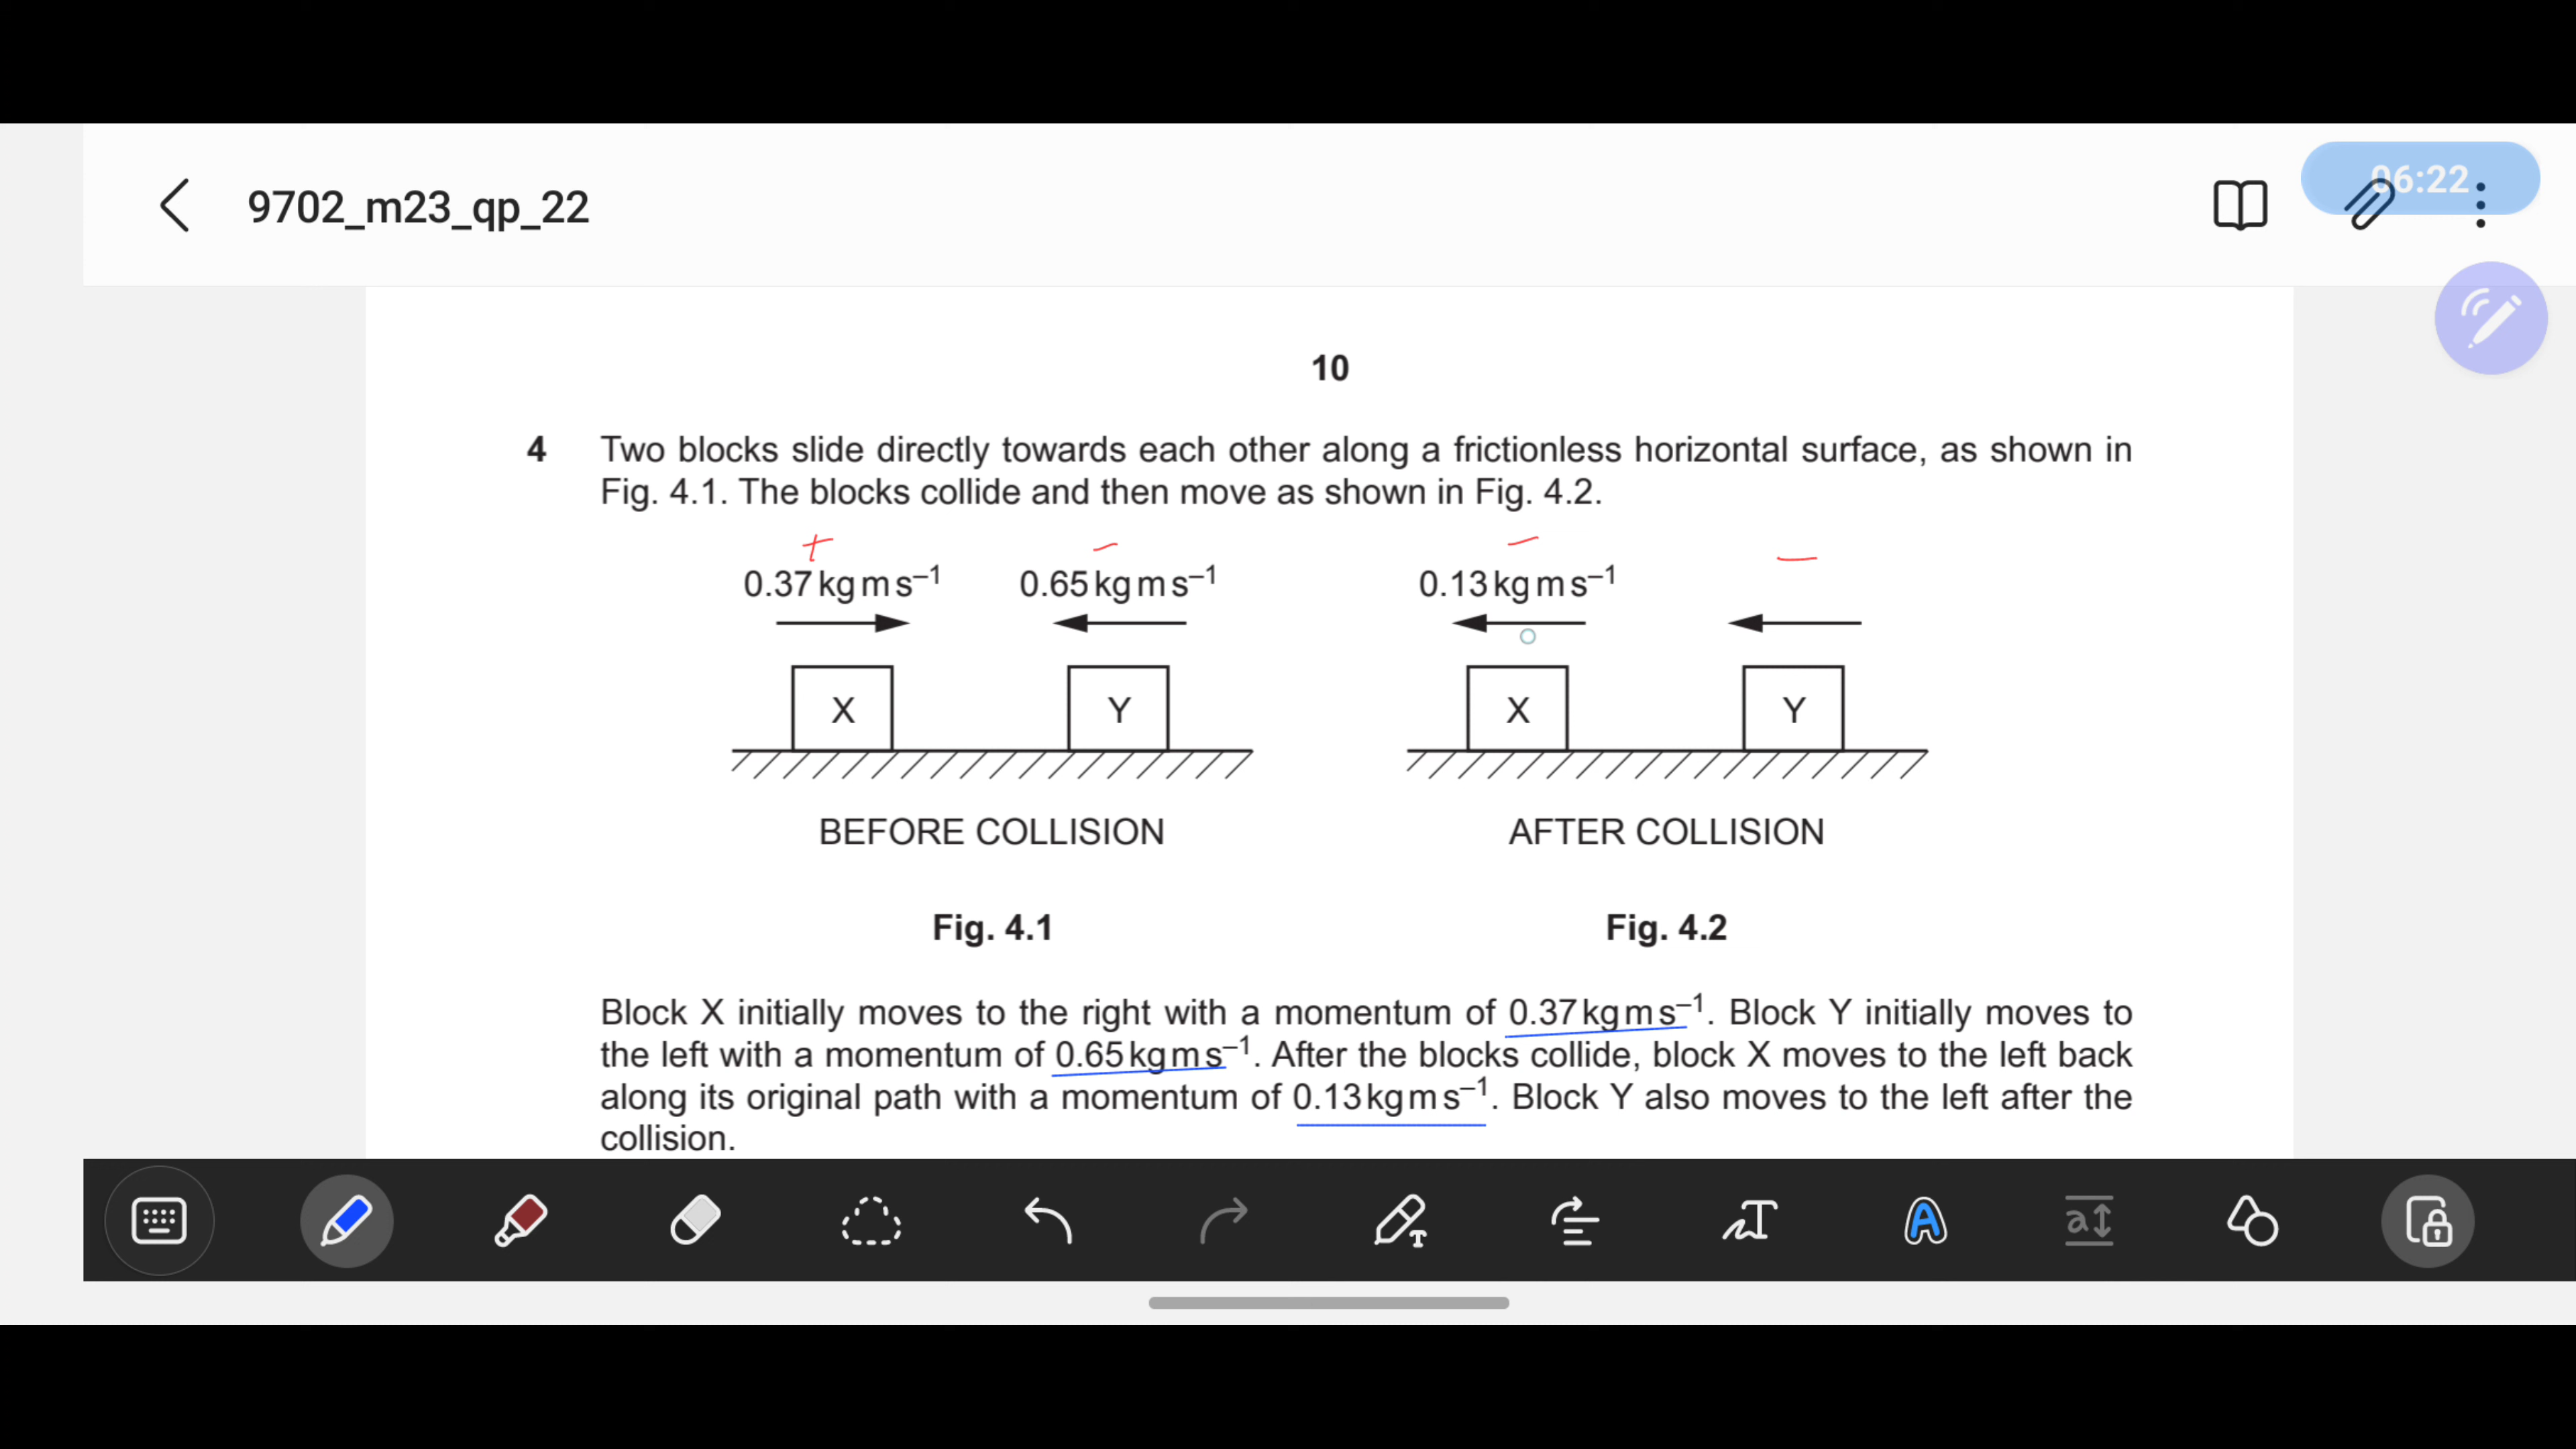 9702_m23_qp_22
06:22
10
4 Two blocks slide directly towards each other along a frictionless horizontal surface, as shown in
Fig. 4.1. The blocks collide and then move as shown in Fig. 4.2.
+ – – –
0.37 kg m s⁻¹ 0.65 kg m s⁻¹ 0.13 kg m s⁻¹
X Y X Y
BEFORE COLLISION AFTER COLLISION
Fig. 4.1 Fig. 4.2
Block X initially moves to the right with a momentum of 0.37 kg m s⁻¹. Block Y initially moves to
the left with a momentum of 0.65 kg m s⁻¹. After the blocks collide, block X moves to the left back
along its original path with a momentum of 0.13 kg m s⁻¹. Block Y also moves to the left after the
collision.